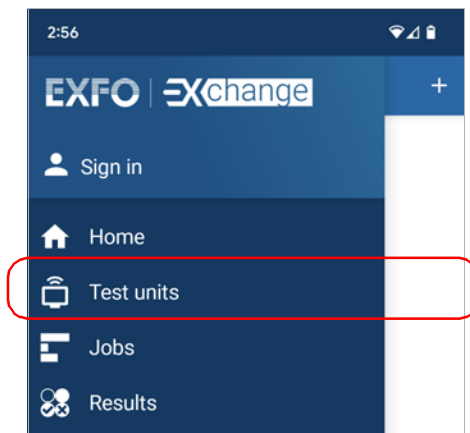 2:56
EXFO | EXchange
+
Sign in
Home
Test units
Jobs
Results